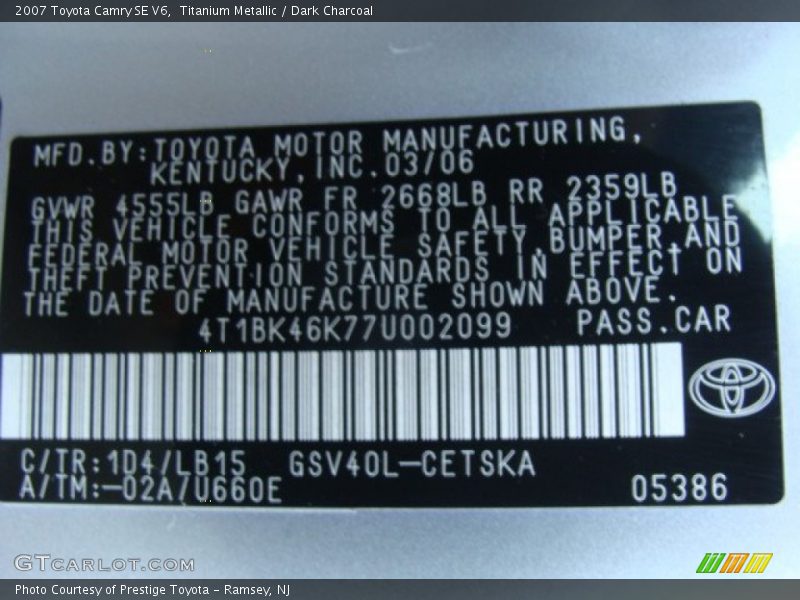 2007 Toyota Camry SE V6,  Titanium Metallic / Dark Charcoal
MFD.BY:TOYOTA MOTOR MANUFACTURING,
KENTUCKY,INC.03/06
GVWR 4555LB GAWR FR 2668LB RR 2359LB
THIS VEHICLE CONFORMS TO ALL APPLICABLE
FEDERAL MOTOR VEHICLE SAFETY,BUMPER,AND
THEFT PREVENTION STANDARDS IN EFFECT ON
THE DATE OF MANUFACTURE SHOWN ABOVE.
4T1BK46K77U002099 PASS.CAR
C/TR:1D4/LB15 GSV40L-CETSKA
A/TM:-02A/U660E 05386
GTCARLOT.COM
Photo Courtesy of Prestige Toyota - Ramsey, NJ